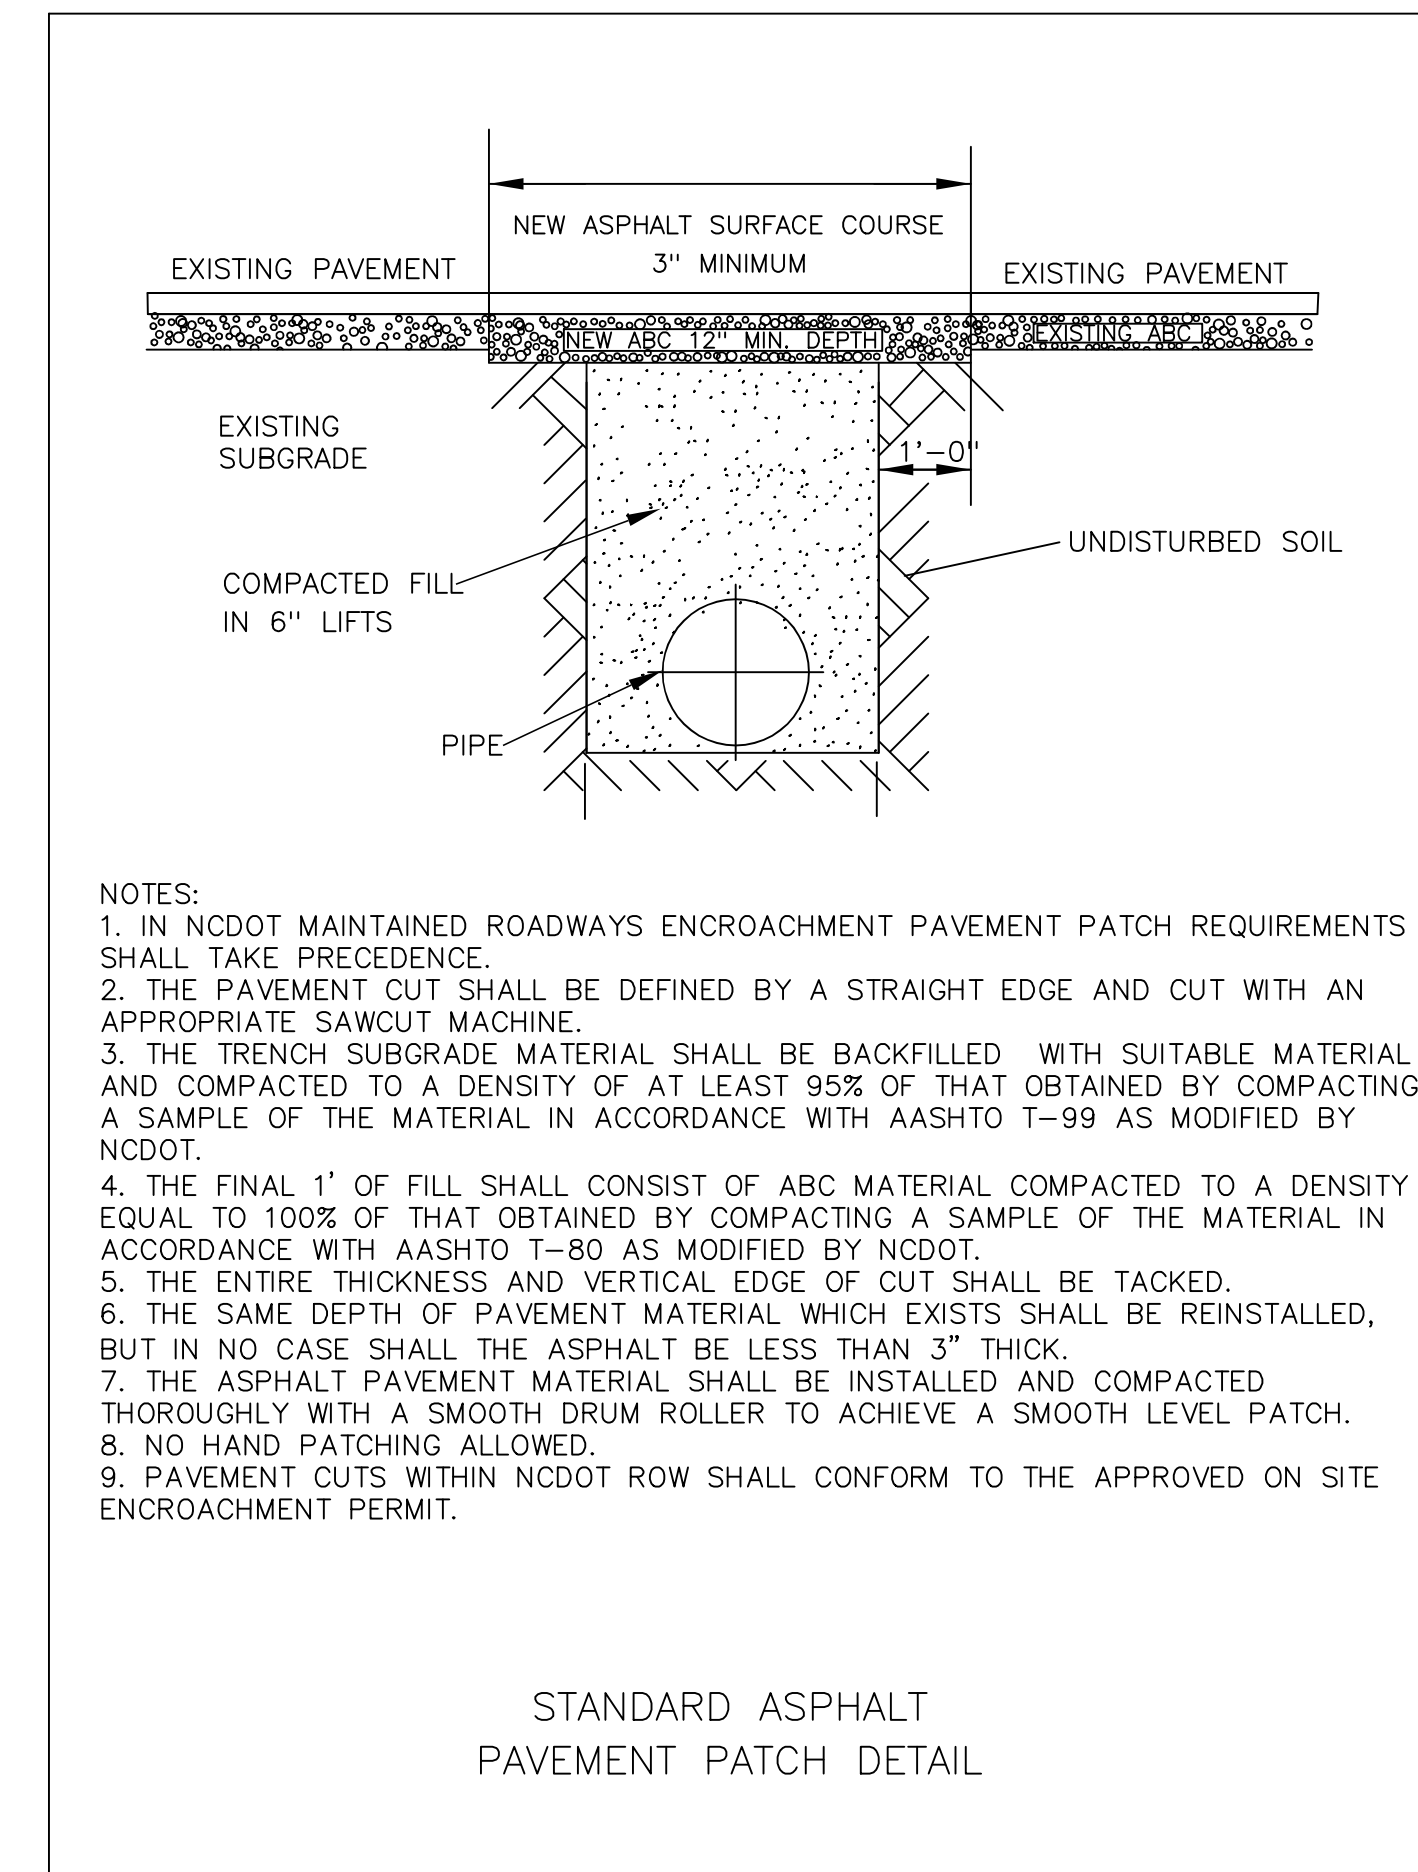 NEW ASPHALT SURFACE COURSE
3" MINIMUM
EXISTING PAVEMENT
EXISTING PAVEMENT
NEW ABC 12" MIN. DEPTH
EXISTING ABC
EXISTING
SUBGRADE
1'-0"
UNDISTURBED SOIL
COMPACTED FILL
IN 6" LIFTS
PIPE
NOTES:
1. IN NCDOT MAINTAINED ROADWAYS ENCROACHMENT PAVEMENT PATCH REQUIREMENTS
SHALL TAKE PRECEDENCE.
2. THE PAVEMENT CUT SHALL BE DEFINED BY A STRAIGHT EDGE AND CUT WITH AN
APPROPRIATE SAWCUT MACHINE.
3. THE TRENCH SUBGRADE MATERIAL SHALL BE BACKFILLED WITH SUITABLE MATERIAL
AND COMPACTED TO A DENSITY OF AT LEAST 95% OF THAT OBTAINED BY COMPACTING
A SAMPLE OF THE MATERIAL IN ACCORDANCE WITH AASHTO T-99 AS MODIFIED BY
NCDOT.
4. THE FINAL 1' OF FILL SHALL CONSIST OF ABC MATERIAL COMPACTED TO A DENSITY
EQUAL TO 100% OF THAT OBTAINED BY COMPACTING A SAMPLE OF THE MATERIAL IN
ACCORDANCE WITH AASHTO T-80 AS MODIFIED BY NCDOT.
5. THE ENTIRE THICKNESS AND VERTICAL EDGE OF CUT SHALL BE TACKED.
6. THE SAME DEPTH OF PAVEMENT MATERIAL WHICH EXISTS SHALL BE REINSTALLED,
BUT IN NO CASE SHALL THE ASPHALT BE LESS THAN 3" THICK.
7. THE ASPHALT PAVEMENT MATERIAL SHALL BE INSTALLED AND COMPACTED
THOROUGHLY WITH A SMOOTH DRUM ROLLER TO ACHIEVE A SMOOTH LEVEL PATCH.
8. NO HAND PATCHING ALLOWED.
9. PAVEMENT CUTS WITHIN NCDOT ROW SHALL CONFORM TO THE APPROVED ON SITE
ENCROACHMENT PERMIT.
STANDARD ASPHALT
PAVEMENT PATCH DETAIL